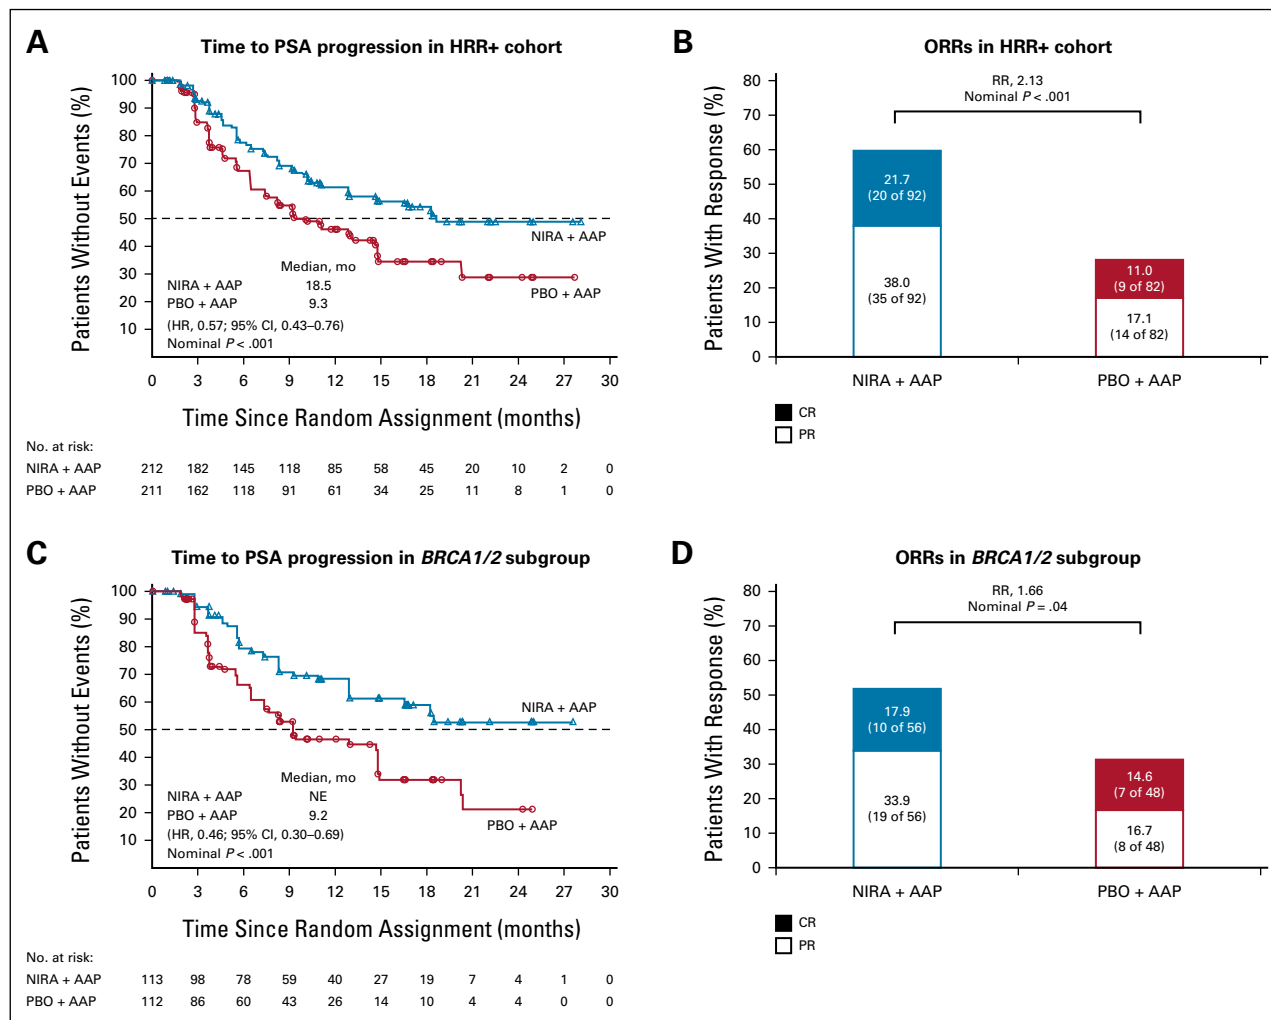 A
Time to PSA progression in HRR+ cohort
Patients Without Events (%)
100
90
80
70
60
50
40
30
20
10
NIRA + AAP
PBO + AAP
Median, mo
NIRA + AAP 18.5
PBO + AAP 9.3
(HR, 0.57; 95% CI, 0.43–0.76)
Nominal P < .001
0 3 6 9 12 15 18 21 24 27 30
Time Since Random Assignment (months)
No. at risk:
NIRA + AAP 212 182 145 118 85 58 45 20 10 2 0
PBO + AAP 211 162 118 91 61 34 25 11 8 1 0
B
ORRs in HRR+ cohort
Patients With Response (%)
80
70
60
50
40
30
20
10
0
RR, 2.13
Nominal P < .001
21.7
(20 of 92)
38.0
(35 of 92)
11.0
(9 of 82)
17.1
(14 of 82)
NIRA + AAP PBO + AAP
CR
PR
C
Time to PSA progression in BRCA1/2 subgroup
Patients Without Events (%)
100
90
80
70
60
50
40
30
20
10
NIRA + AAP
PBO + AAP
Median, mo
NIRA + AAP NE
PBO + AAP 9.2
(HR, 0.46; 95% CI, 0.30–0.69)
Nominal P < .001
0 3 6 9 12 15 18 21 24 27 30
Time Since Random Assignment (months)
No. at risk:
NIRA + AAP 113 98 78 59 40 27 19 7 4 1 0
PBO + AAP 112 86 60 43 26 14 10 4 4 0 0
D
ORRs in BRCA1/2 subgroup
Patients With Response (%)
80
70
60
50
40
30
20
10
0
RR, 1.66
Nominal P = .04
17.9
(10 of 56)
33.9
(19 of 56)
14.6
(7 of 48)
16.7
(8 of 48)
NIRA + AAP PBO + AAP
CR
PR